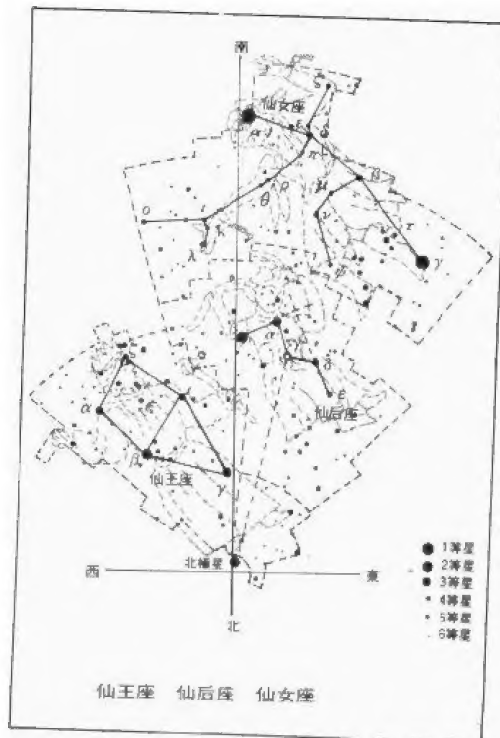 南
仙女座
ζ
ε
δ
α
π
β
μ
ρ
θ
ν
ο
ι
κ
λ
φ
γ
β
α
γ
δ
ε
仙后座
ζ
α
β
仙王座
γ
北極星
西
東
北
1等星
2等星
3等星
4等星
5等星
6等星
仙王座 仙后座 仙女座